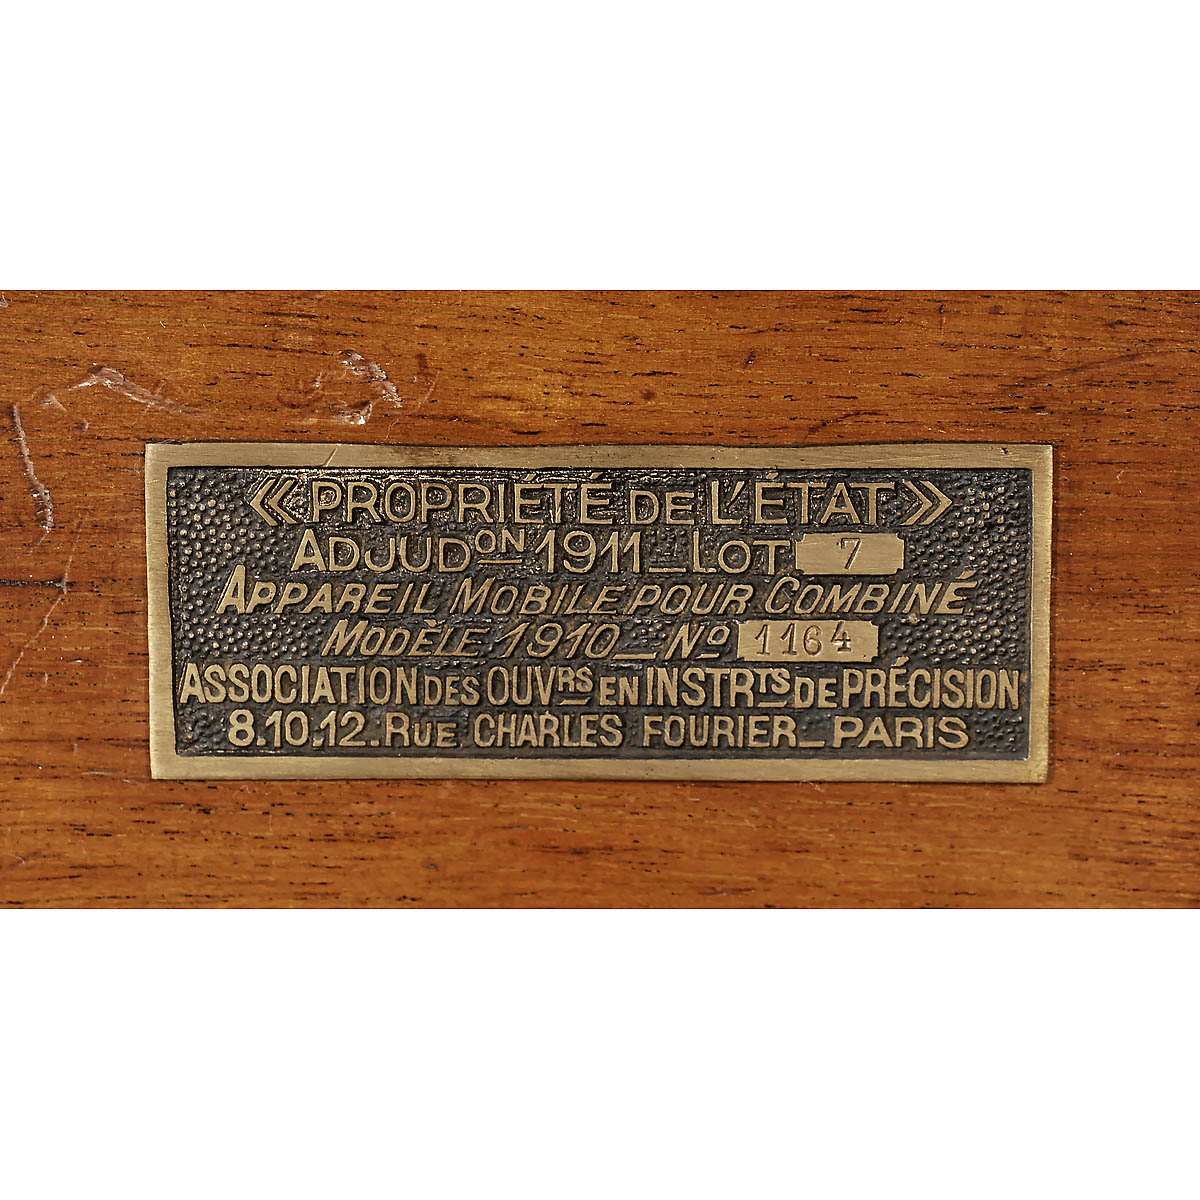 «PROPRIÉTÉ DE L'ÉTAT»
ADJUDON 1911_LOT 7
APPAREIL MOBILE POUR COMBINÉ
MODÈLE 1910_No 1164
ASSOCIATION DES OUVRS EN INSTRTS DE PRÉCISION
8.10.12.RUE CHARLES FOURIER_PARIS